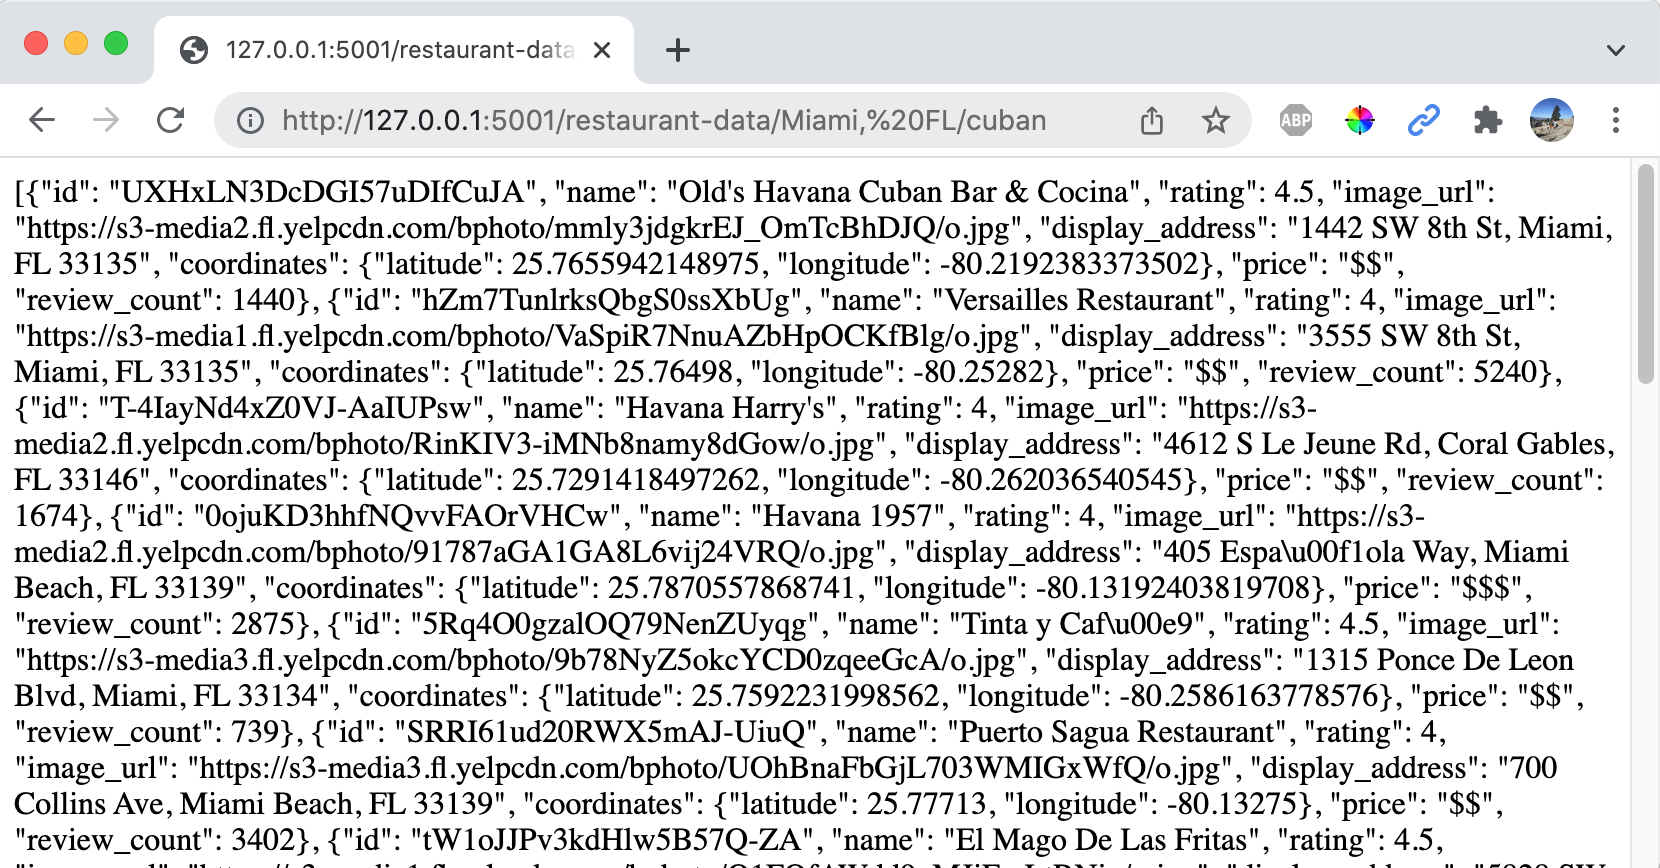 127.0.0.1:5001/restaurant-data
http://127.0.0.1:5001/restaurant-data/Miami,%20FL/cuban
ABP
[{"id": "UXHxLN3DcDGI57uDIfCuJA", "name": "Old's Havana Cuban Bar & Cocina", "rating": 4.5, "image_url":
"https://s3-media2.fl.yelpcdn.com/bphoto/mmly3jdgkrEJ_OmTcBhDJQ/o.jpg", "display_address": "1442 SW 8th St, Miami,
FL 33135", "coordinates": {"latitude": 25.7655942148975, "longitude": -80.2192383373502}, "price": "$$",
"review_count": 1440}, {"id": "hZm7TunlrksQbgS0ssXbUg", "name": "Versailles Restaurant", "rating": 4, "image_url":
"https://s3-media1.fl.yelpcdn.com/bphoto/VaSpiR7NnuAZbHpOCKfBlg/o.jpg", "display_address": "3555 SW 8th St,
Miami, FL 33135", "coordinates": {"latitude": 25.76498, "longitude": -80.25282}, "price": "$$", "review_count": 5240},
{"id": "T-4IayNd4xZ0VJ-AaIUPsw", "name": "Havana Harry's", "rating": 4, "image_url": "https://s3-
media2.fl.yelpcdn.com/bphoto/RinKIV3-iMNb8namy8dGow/o.jpg", "display_address": "4612 S Le Jeune Rd, Coral Gables,
FL 33146", "coordinates": {"latitude": 25.7291418497262, "longitude": -80.262036540545}, "price": "$$", "review_count":
1674}, {"id": "0ojuKD3hhfNQvvFAOrVHCw", "name": "Havana 1957", "rating": 4, "image_url": "https://s3-
media2.fl.yelpcdn.com/bphoto/91787aGA1GA8L6vij24VRQ/o.jpg", "display_address": "405 Espa\u00f1ola Way, Miami
Beach, FL 33139", "coordinates": {"latitude": 25.7870557868741, "longitude": -80.13192403819708}, "price": "$$$",
"review_count": 2875}, {"id": "5Rq4O0gzalOQ79NenZUyqg", "name": "Tinta y Caf\u00e9", "rating": 4.5, "image_url":
"https://s3-media3.fl.yelpcdn.com/bphoto/9b78NyZ5okcYCD0zqeeGcA/o.jpg", "display_address": "1315 Ponce De Leon
Blvd, Miami, FL 33134", "coordinates": {"latitude": 25.7592231998562, "longitude": -80.2586163778576}, "price": "$$",
"review_count": 739}, {"id": "SRRI61ud20RWX5mAJ-UiuQ", "name": "Puerto Sagua Restaurant", "rating": 4,
"image_url": "https://s3-media3.fl.yelpcdn.com/bphoto/UOhBnaFbGjL703WMIGxWfQ/o.jpg", "display_address": "700
Collins Ave, Miami Beach, FL 33139", "coordinates": {"latitude": 25.77713, "longitude": -80.13275}, "price": "$$",
"review_count": 3402}, {"id": "tW1oJJPv3kdHlw5B57Q-ZA", "name": "El Mago De Las Fritas", "rating": 4.5,